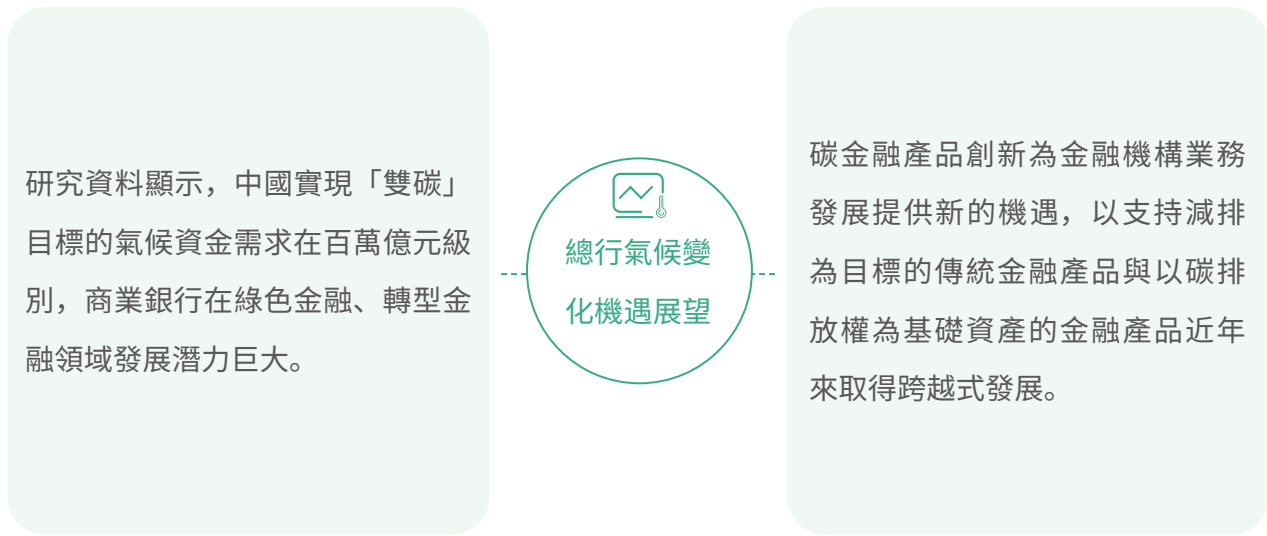 研究資料顯示，中國實現「雙碳」
目標的氣候資金需求在百萬億元級
別，商業銀行在綠色金融、轉型金
融領域發展潛力巨大。
總行氣候變
化機遇展望
碳金融產品創新為金融機構業務
發展提供新的機遇，以支持減排
為目標的傳統金融產品與以碳排
放權為基礎資產的金融產品近年
來取得跨越式發展。